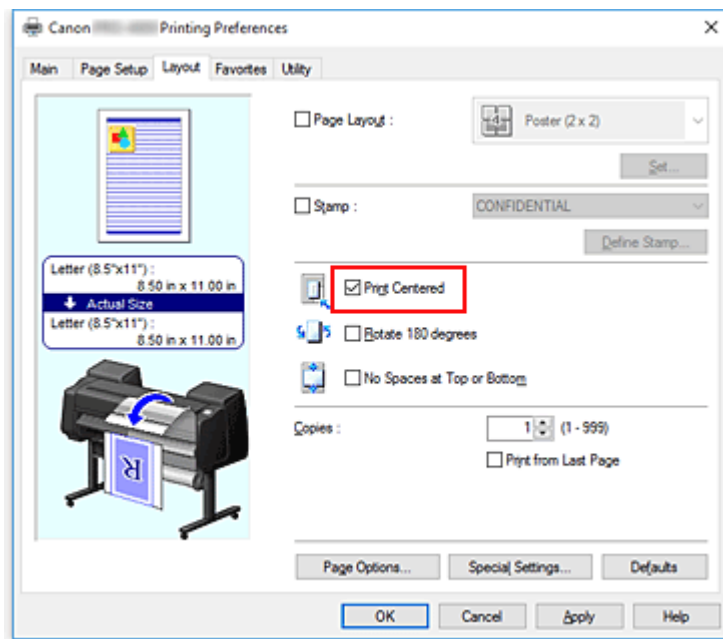 Canon Printing Preferences
Main Page Setup Layout Favorites Utility
Page Layout :
4
Poster (2 x 2)
Set...
Stamp :
CONFIDENTIAL
Define Stamp...
Letter (8.5"x11") :
8.50 in x 11.00 in
Actual Size
Letter (8.5"x11") :
8.50 in x 11.00 in
R
Print Centered
Rotate 180 degrees
No Spaces at Top or Bottom
Copies : 1 (1 - 999)
Print from Last Page
Page Options... Special Settings... Defaults
OK Cancel Apply Help